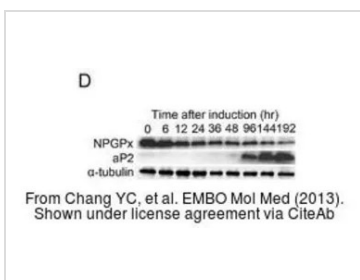 D
Time after induction (hr)
0 6 12 24 36 48 96144192
NPGPx
aP2
α-tubulin
From Chang YC, et al. EMBO Mol Med (2013).
Shown under license agreement via CiteAb